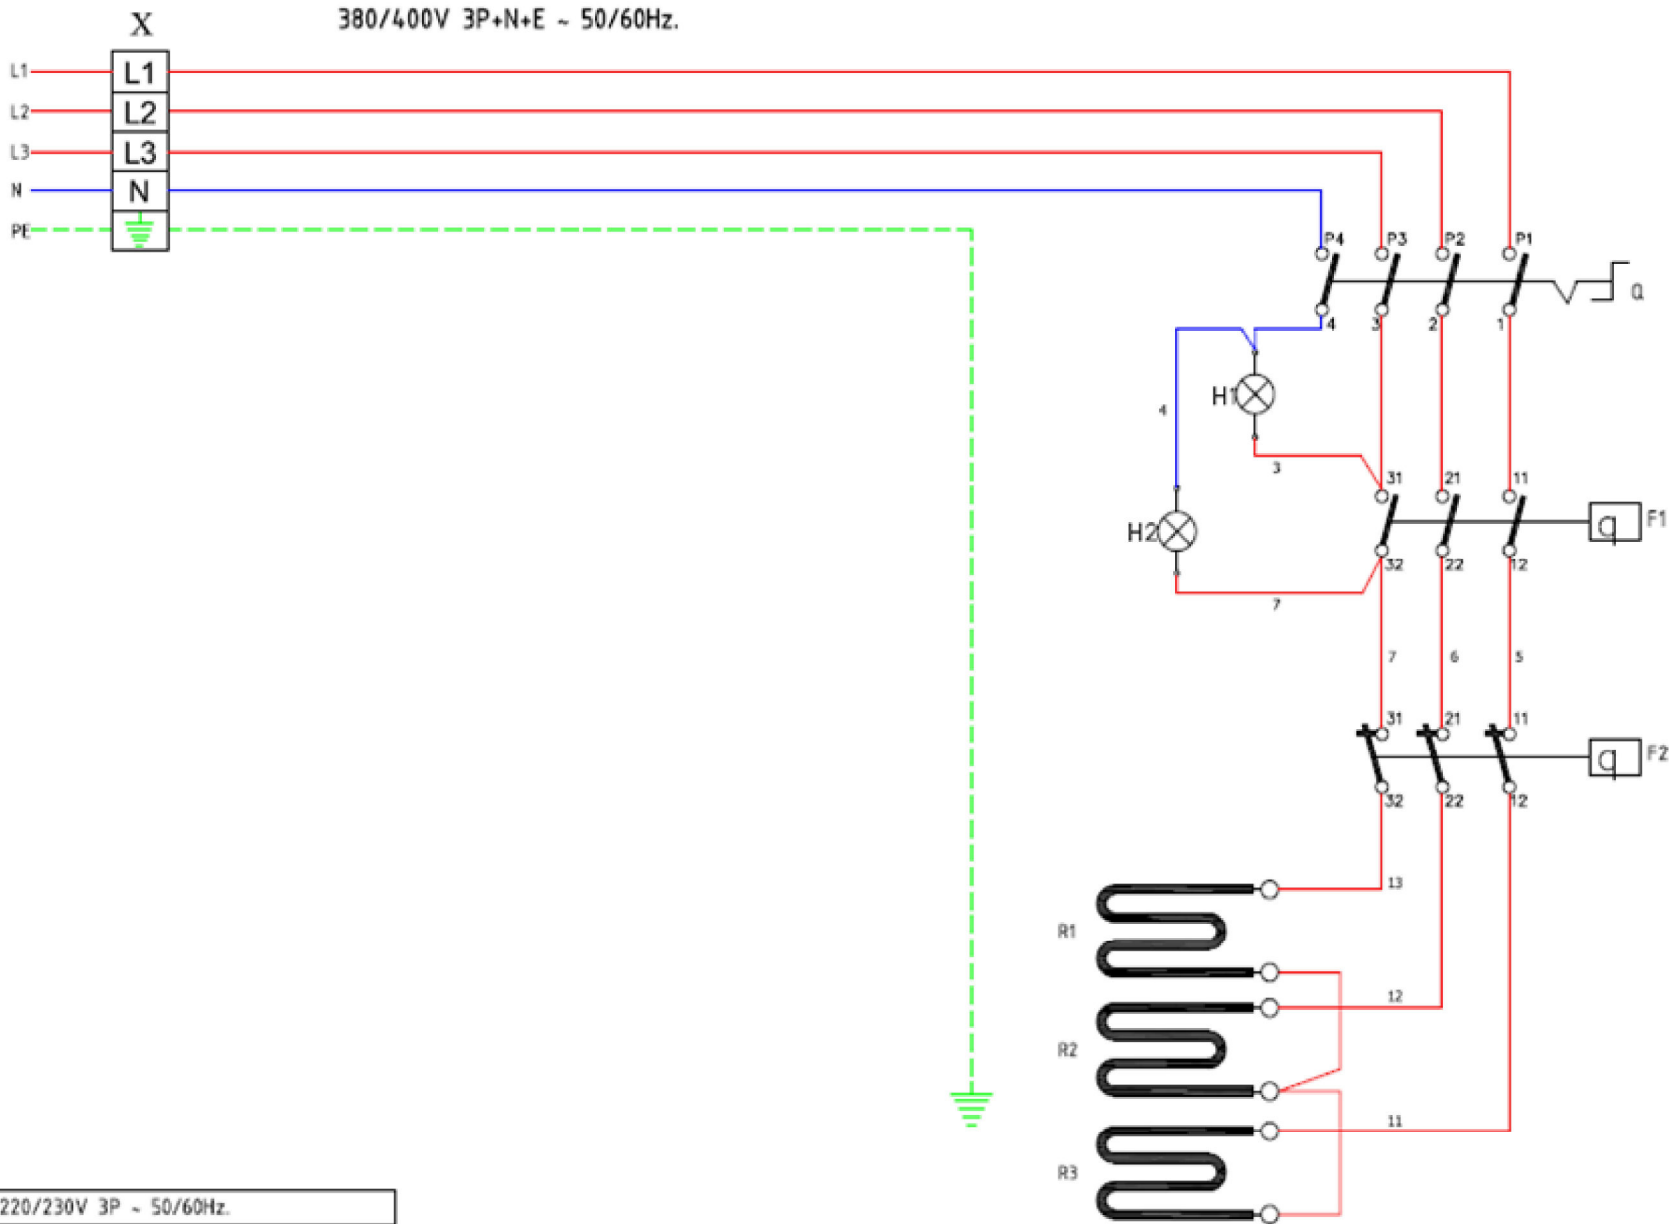 X
380/400V 3P+N+E ~ 50/60Hz.
L1 L1
L2 L2
L3 L3
N N
PE
P4 P3 P2 P1
Q
4 3 2 1
H1
4
3
31 21 11
F1
H2
32 22 12
7
7 6 5
31 21 11
F2
32 22 12
13
R1
12
R2
11
R3
220/230V 3P ~ 50/60Hz.